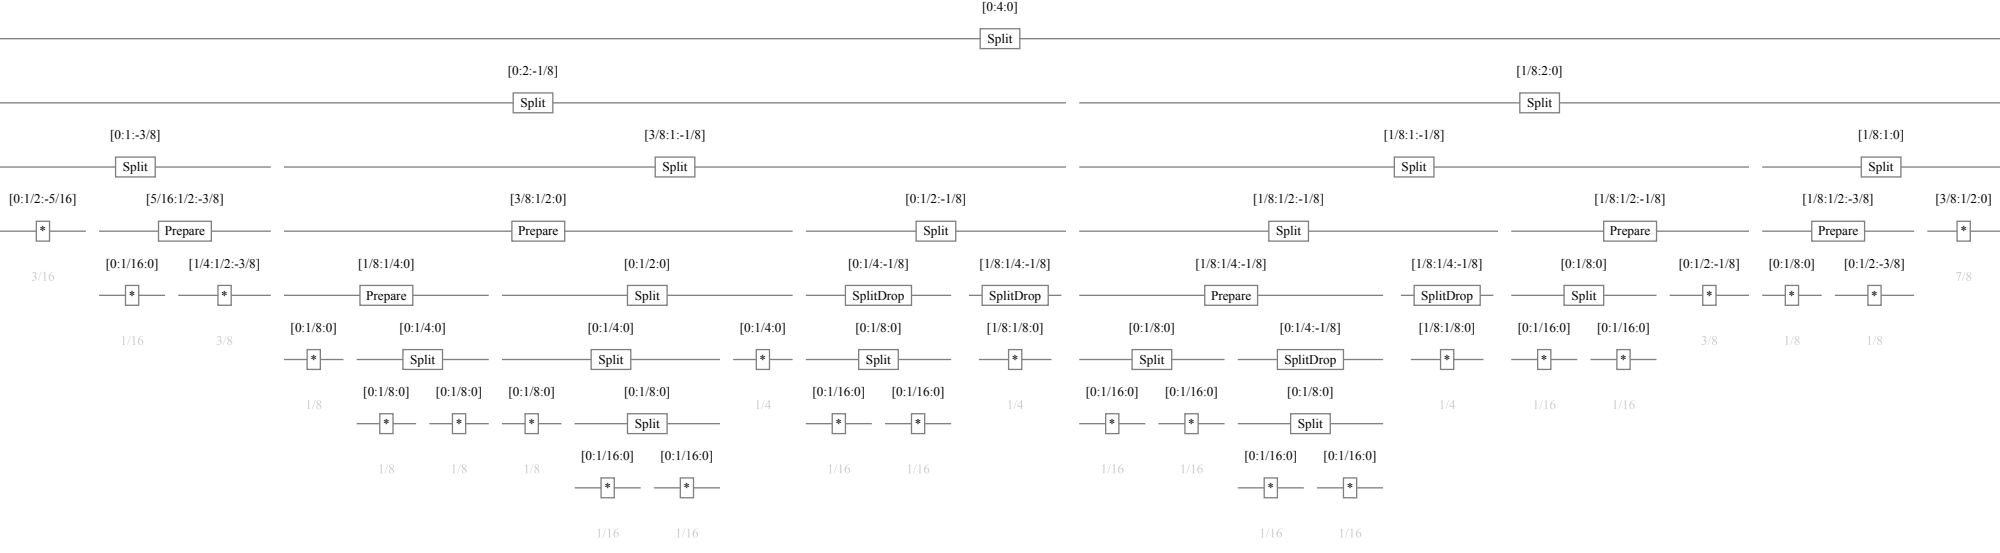 [0:4:0]
Split
[0:2:-1/8] [1/8:2:0]
Split Split
[0:1:-3/8] [3/8:1:-1/8] [1/8:1:-1/8] [1/8:1:0]
Split Split Split Split
[0:1/2:-5/16] [5/16:1/2:-3/8] [3/8:1/2:0] [0:1/2:-1/8] [1/8:1/2:-1/8] [1/8:1/2:-1/8] [1/8:1/2:-3/8] [3/8:1/2:0]
* Prepare Prepare Split Split Prepare Prepare *
[0:1/16:0] [1/4:1/2:-3/8] [1/8:1/4:0] [0:1/2:0] [0:1/4:-1/8] [1/8:1/4:-1/8] [1/8:1/4:-1/8] [1/8:1/4:-1/8] [0:1/8:0] [0:1/2:-1/8] [0:1/8:0] [0:1/2:-3/8]
3/16 7/8
* * Prepare Split SplitDrop SplitDrop Prepare SplitDrop Split * * *
[0:1/8:0] [0:1/4:0] [0:1/4:0] [0:1/4:0] [0:1/8:0] [1/8:1/8:0] [0:1/8:0] [0:1/4:-1/8] [1/8:1/8:0] [0:1/16:0] [0:1/16:0]
1/16 3/8 3/8 1/8 1/8
* Split Split * Split * Split SplitDrop * * *
[0:1/8:0] [0:1/8:0] [0:1/8:0] [0:1/8:0] [0:1/16:0] [0:1/16:0] [0:1/16:0] [0:1/16:0] [0:1/8:0]
1/8 1/4 1/4 1/4 1/16 1/16
* * * Split * * * * Split
[0:1/16:0] [0:1/16:0] [0:1/16:0] [0:1/16:0]
1/8 1/8 1/8 1/16 1/16 1/16 1/16
* * * *
1/16 1/16 1/16 1/16